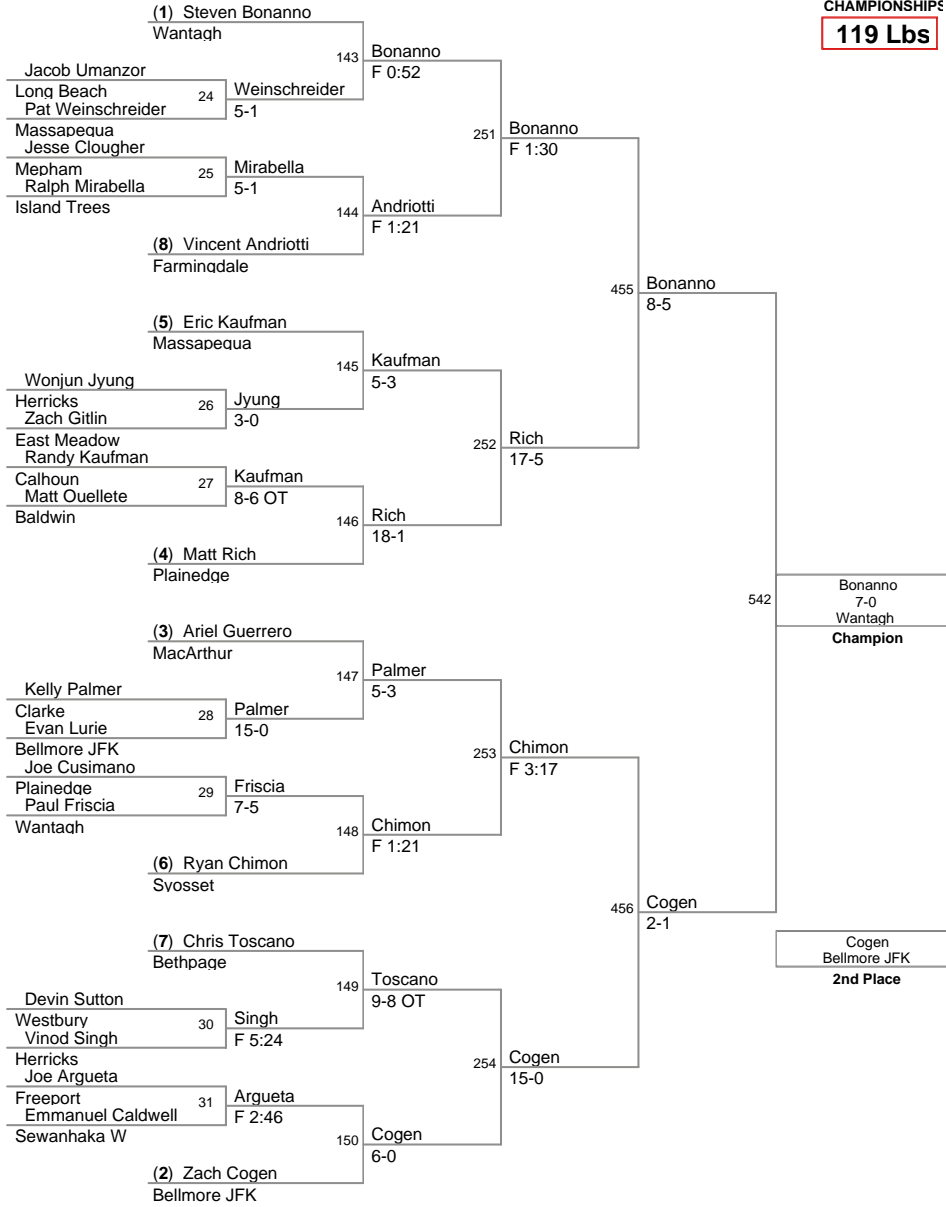 CHAMPIONSHIPS
119 Lbs
(1) Steven Bonanno
Wantagh
143
Bonanno
F 0:52
Jacob Umanzor
Long Beach
24
Weinschreider
5-1
Pat Weinschreider
Massapequa
251
Bonanno
F 1:30
Jesse Clougher
Mepham
25
Mirabella
5-1
Ralph Mirabella
Island Trees
144
Andriotti
F 1:21
(8) Vincent Andriotti
Farmingdale
455
Bonanno
8-5
(5) Eric Kaufman
Massapequa
145
Kaufman
5-3
Wonjun Jyung
Herricks
26
Jyung
3-0
Zach Gitlin
East Meadow
252
Rich
17-5
Randy Kaufman
Calhoun
27
Kaufman
8-6 OT
Matt Ouellete
Baldwin
146
Rich
18-1
(4) Matt Rich
Plainedge
542
Bonanno
7-0
Wantagh
Champion
(3) Ariel Guerrero
MacArthur
147
Palmer
5-3
Kelly Palmer
Clarke
28
Palmer
15-0
Evan Lurie
Bellmore JFK
253
Chimon
F 3:17
Joe Cusimano
Plainedge
29
Friscia
7-5
Paul Friscia
Wantagh
148
Chimon
F 1:21
(6) Ryan Chimon
Syosset
456
Cogen
2-1
Cogen
Bellmore JFK
2nd Place
(7) Chris Toscano
Bethpage
149
Toscano
9-8 OT
Devin Sutton
Westbury
30
Singh
F 5:24
Vinod Singh
Herricks
254
Cogen
15-0
Joe Argueta
Freeport
31
Argueta
F 2:46
Emmanuel Caldwell
Sewanhaka W
150
Cogen
6-0
(2) Zach Cogen
Bellmore JFK